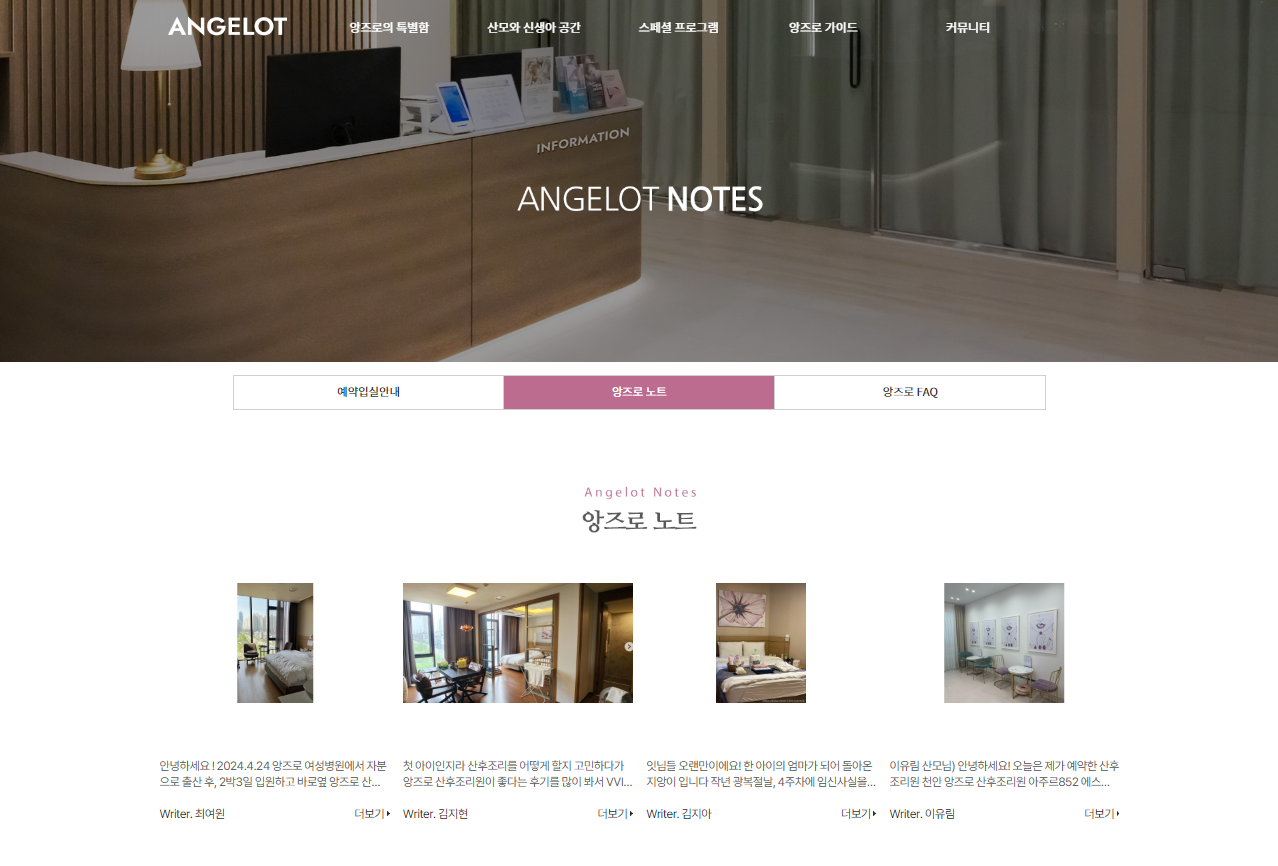 ANGELOT
앙즈로의 특별함
산모와 신생아 공간
스페셜 프로그램
앙즈로 가이드
커뮤니티
INFORMATION
ANGELOT NOTES
예약입실안내
앙즈로 노트
앙즈로 FAQ
Angelot Notes
앙즈로 노트
안녕하세요 ! 2024.4.24 앙즈로 여성병원에서 자분
으로 출산 후, 2박3일 입원하고 바로옆 앙즈로 산...
Writer. 최여원
더보기
첫 아이인지라 산후조리를 어떻게 할지 고민하다가
앙즈로 산후조리원이 좋다는 후기를 많이 봐서 VVI...
Writer. 김지현
더보기
잇님들 오랜만이에요! 한 아이의 엄마가 되어 돌아온
지앙이 입니다 작년 광복절날, 4주차에 임신사실을...
Writer. 김지아
더보기
이유림 산모님) 안녕하세요! 오늘은 제가 예약한 산후
조리원 천안 앙즈로 산후조리원 아주르852 에스...
Writer. 이유림
더보기